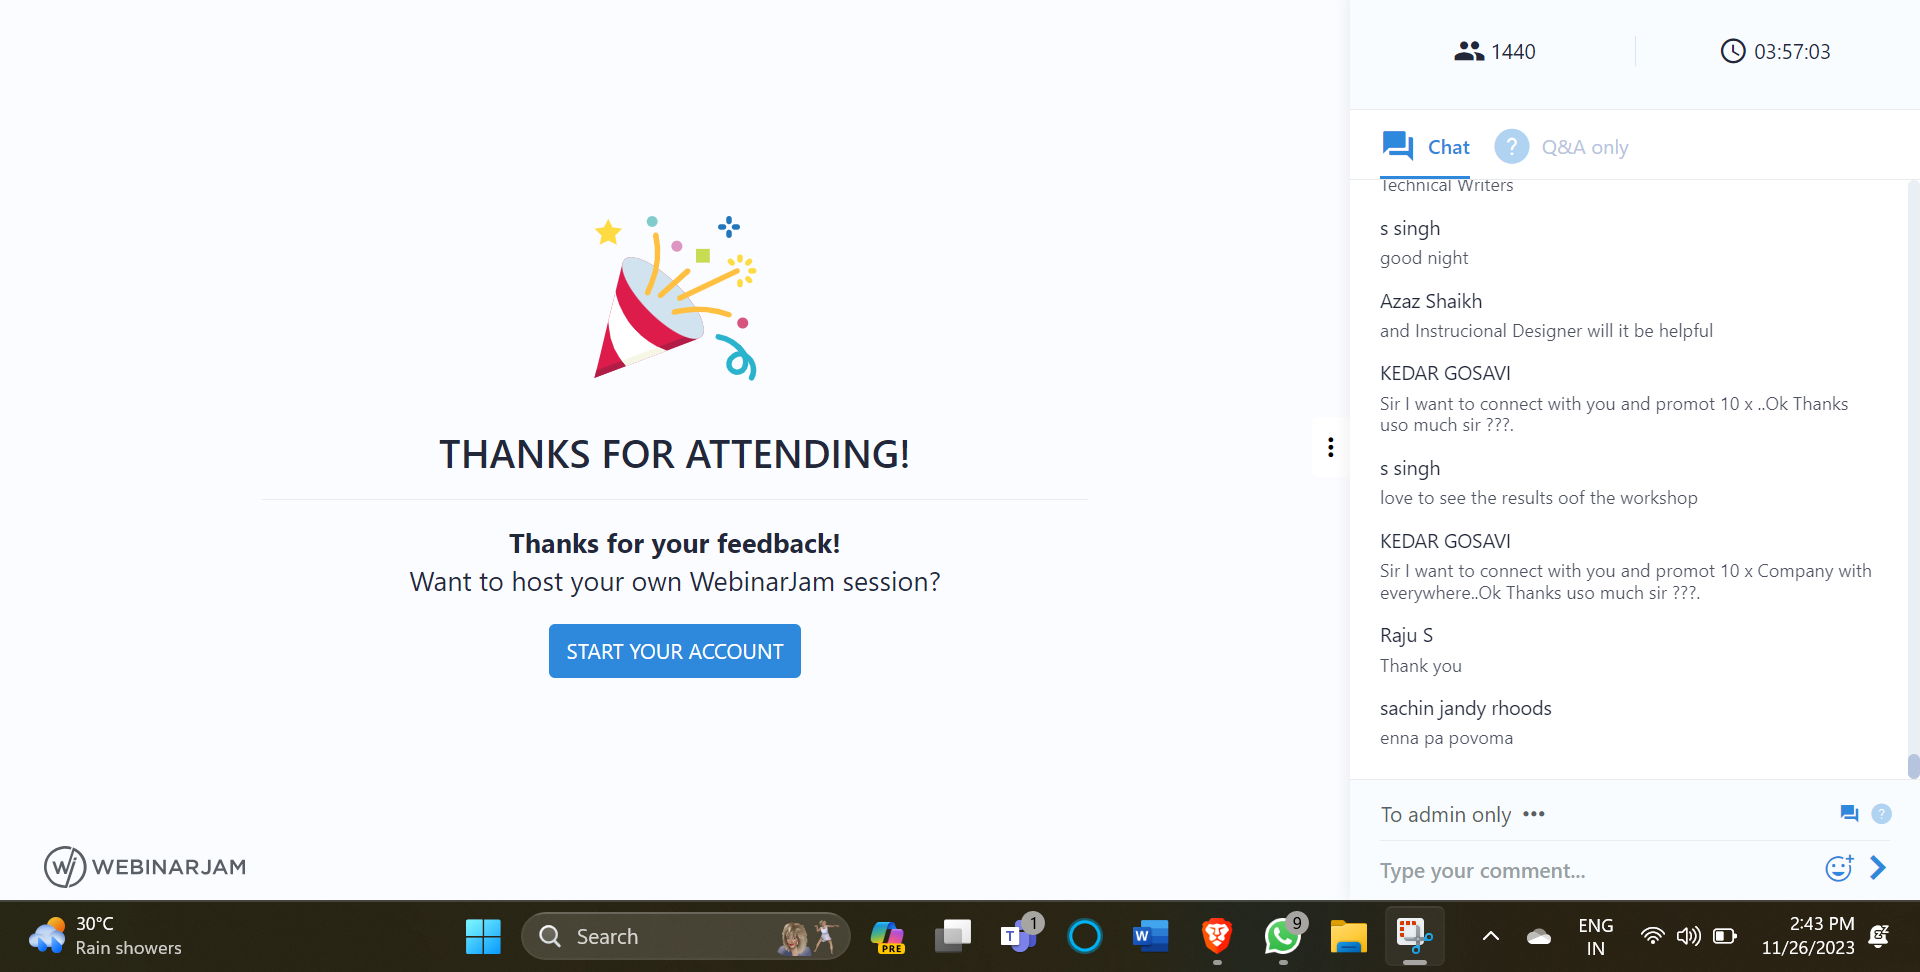 1440
03:57:03
Chat
? Q&A only
Technical Writers
s singh
good night
Azaz Shaikh
and Instrucional Designer will it be helpful
KEDAR GOSAVI
Sir I want to connect with you and promot 10 x ..Ok Thanks
uso much sir ???.
s singh
love to see the results oof the workshop
KEDAR GOSAVI
Sir I want to connect with you and promot 10 x Company with
everywhere..Ok Thanks uso much sir ???.
Raju S
Thank you
sachin jandy rhoods
enna pa povoma
To admin only •••
?
Type your comment...
THANKS FOR ATTENDING!
Thanks for your feedback!
Want to host your own WebinarJam session?
START YOUR ACCOUNT
WJ WEBINARJAM
30°C
Rain showers
Search
PRE
T 1
W
9
ENG
IN
2:43 PM
11/26/2023